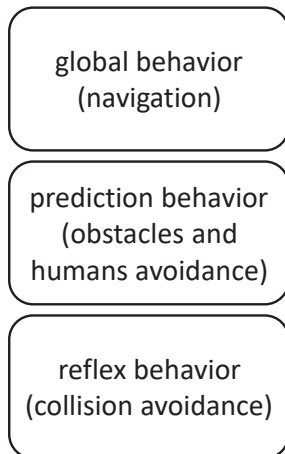 global behavior
(navigation)
prediction behavior
(obstacles and
humans avoidance)
reflex behavior
(collision avoidance)